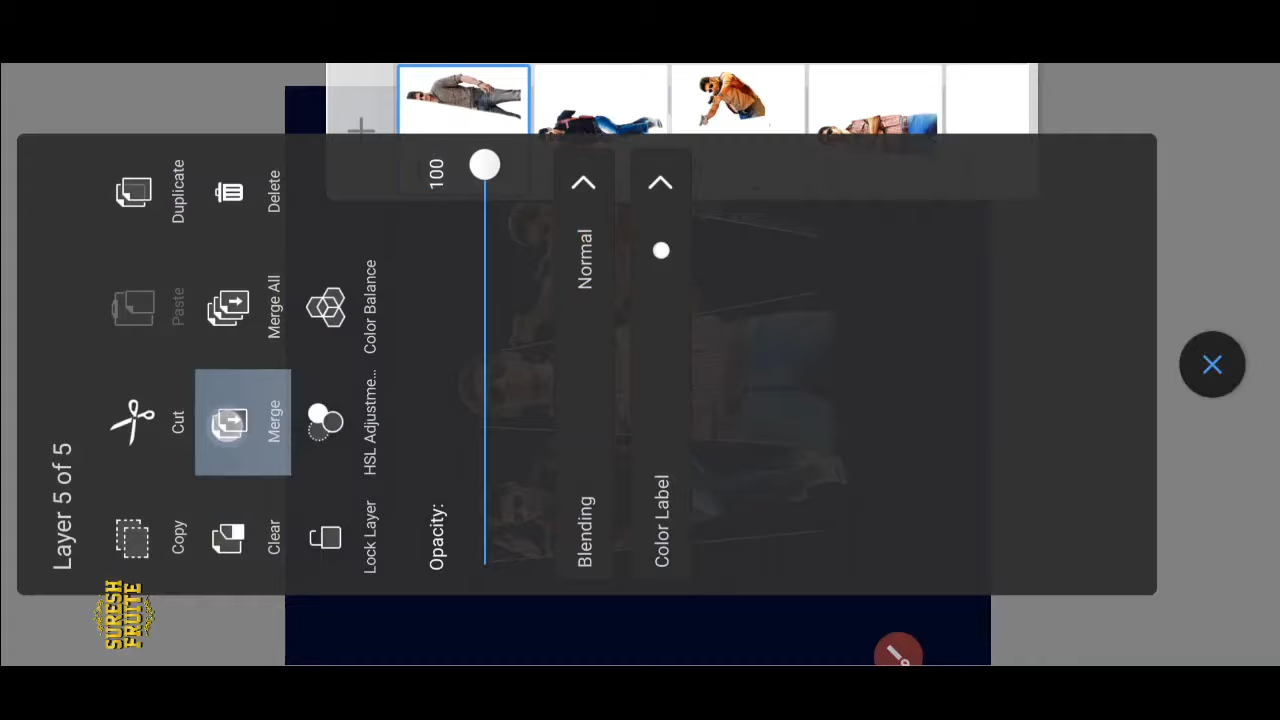 Layer 5 of 5
Copy
Cut
Paste
Duplicate
Clear
Merge
Merge All
Delete
Lock Layer
HSL Adjustme...
Color Balance
Opacity:
100
Blending
Normal
Color Label
SURESH
FRUITE